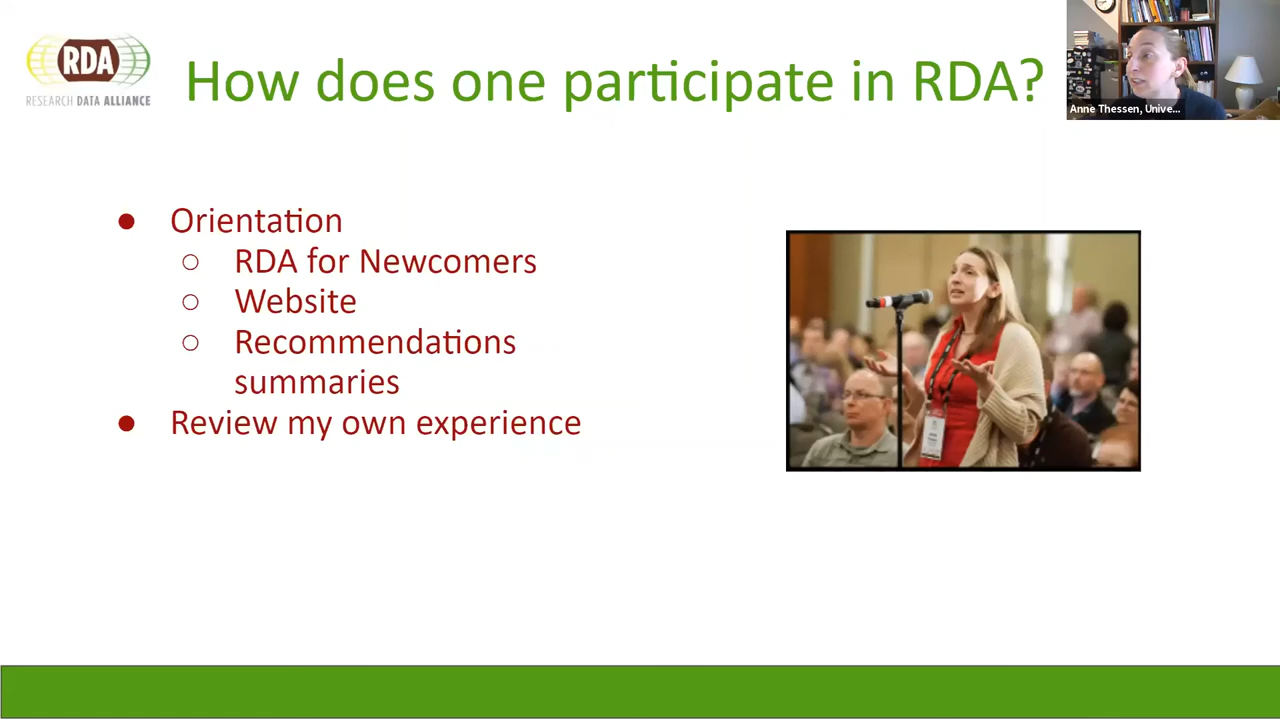 RDA
RESEARCH DATA ALLIANCE
How does one participate in RDA?
Anne Thessen, Unive...
● Orientation
○ RDA for Newcomers
○ Website
○ Recommendations
summaries
● Review my own experience